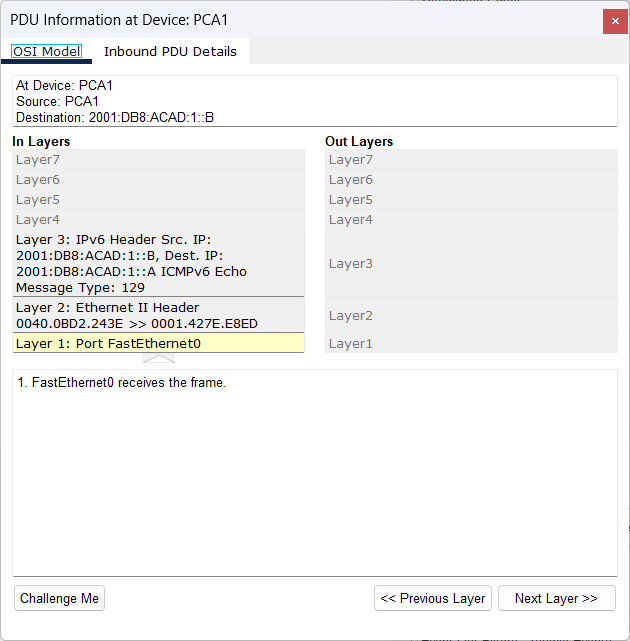 PDU Information at Device: PCA1
OSI Model Inbound PDU Details
At Device: PCA1
Source: PCA1
Destination: 2001:DB8:ACAD:1::B
In Layers
Layer7
Layer6
Layer5
Layer4
Layer 3: IPv6 Header Src. IP:
2001:DB8:ACAD:1::B, Dest. IP:
2001:DB8:ACAD:1::A ICMPv6 Echo
Message Type: 129
Layer 2: Ethernet II Header
0040.0BD2.243E >> 0001.427E.E8ED
Layer 1: Port FastEthernet0
Out Layers
Layer7
Layer6
Layer5
Layer4
Layer3
Layer2
Layer1
1. FastEthernet0 receives the frame.
Challenge Me
<< Previous Layer
Next Layer >>